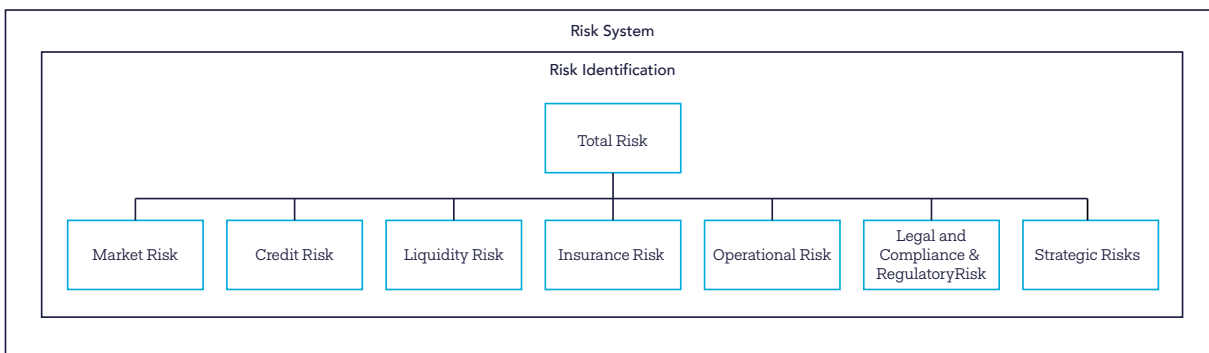 Risk System
Risk Identification
Total Risk
Market Risk
Credit Risk
Liquidity Risk
Insurance Risk
Operational Risk
Legal and
Compliance &
RegulatoryRisk
Strategic Risks